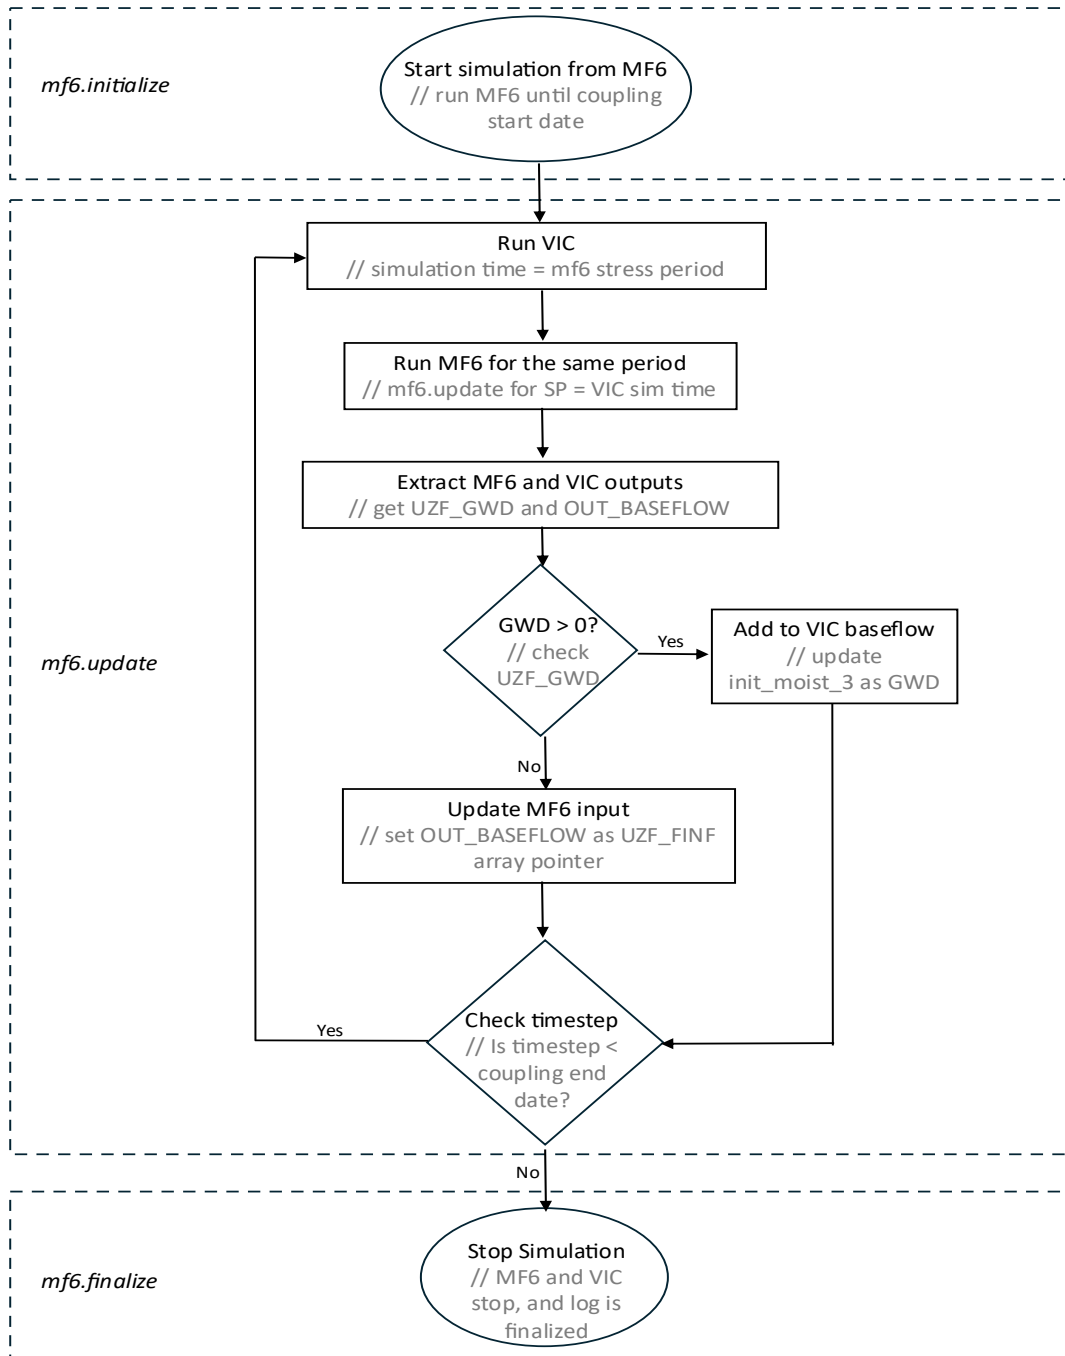 mf6.initialize
Start simulation from MF6
// run MF6 until coupling
start date
Run VIC
// simulation time = mf6 stress period
Run MF6 for the same period
// mf6.update for SP = VIC sim time
Extract MF6 and VIC outputs
// get UZF_GWD and OUT_BASEFLOW
mf6.update
GWD > 0?
// check
UZF_GWD
Yes
Add to VIC baseflow
// update
init_moist_3 as GWD
No
Update MF6 input
// set OUT_BASEFLOW as UZF_FINF
array pointer
Check timestep
// Is timestep <
coupling end
date?
Yes
No
mf6.finalize
Stop Simulation
// MF6 and VIC
stop, and log is
finalized